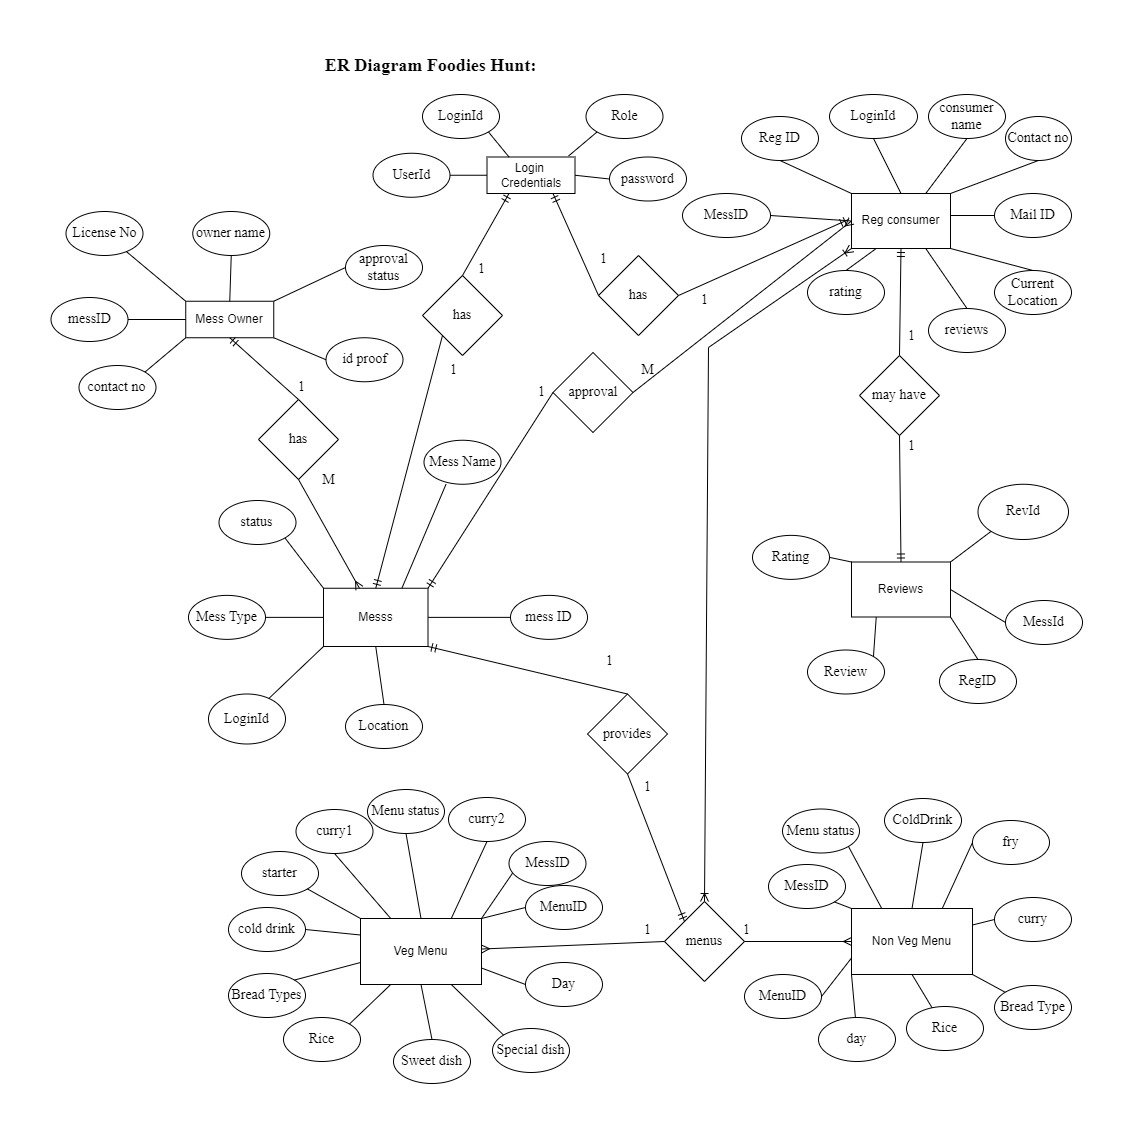 ER Diagram Foodies Hunt:
LoginId
Role
UserId
Login
Credentials
password
Reg ID
LoginId
consumer
name
Contact no
MessID
Reg consumer
Mail ID
rating
reviews
Current
Location
License No
owner name
approval
status
messID
Mess Owner
contact no
id proof
1
has
1
1
has
1
1
has
M
1
approval
M
1
may have
1
Mess Name
status
Mess Type
Messs
mess ID
LoginId
Location
RevId
Rating
Reviews
MessId
Review
RegID
1
provides
1
Menu status
curry1
curry2
starter
MessID
cold drink
MenuID
Veg Menu
Bread Types
Day
Rice
Sweet dish
Special dish
1
menus
1
ColdDrink
Menu status
fry
MessID
curry
Non Veg Menu
MenuID
Bread Type
day
Rice